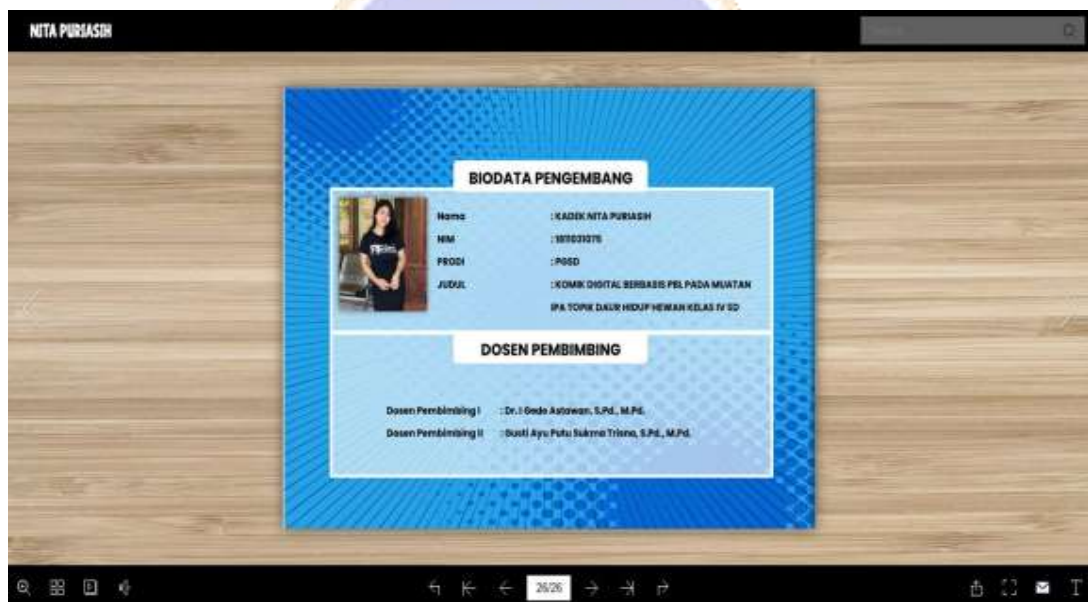 NITA PURIASIH
BIODATA PENGEMBANG
Nama : KADEK NITA PURIASIH
NIM : 1811031075
PRODI : PGSD
JUDUL : KOMIK DIGITAL BERBASIS PBL PADA MUATAN
IPA TOPIK DAUR HIDUP HEWAN KELAS IV SD
DOSEN PEMBIMBING
Dosen Pembimbing I : Dr. I Gede Astawan, S.Pd., M.Pd.
Dosen Pembimbing II : Gusti Ayu Putu Sukma Trisna, S.Pd., M.Pd.
26/26